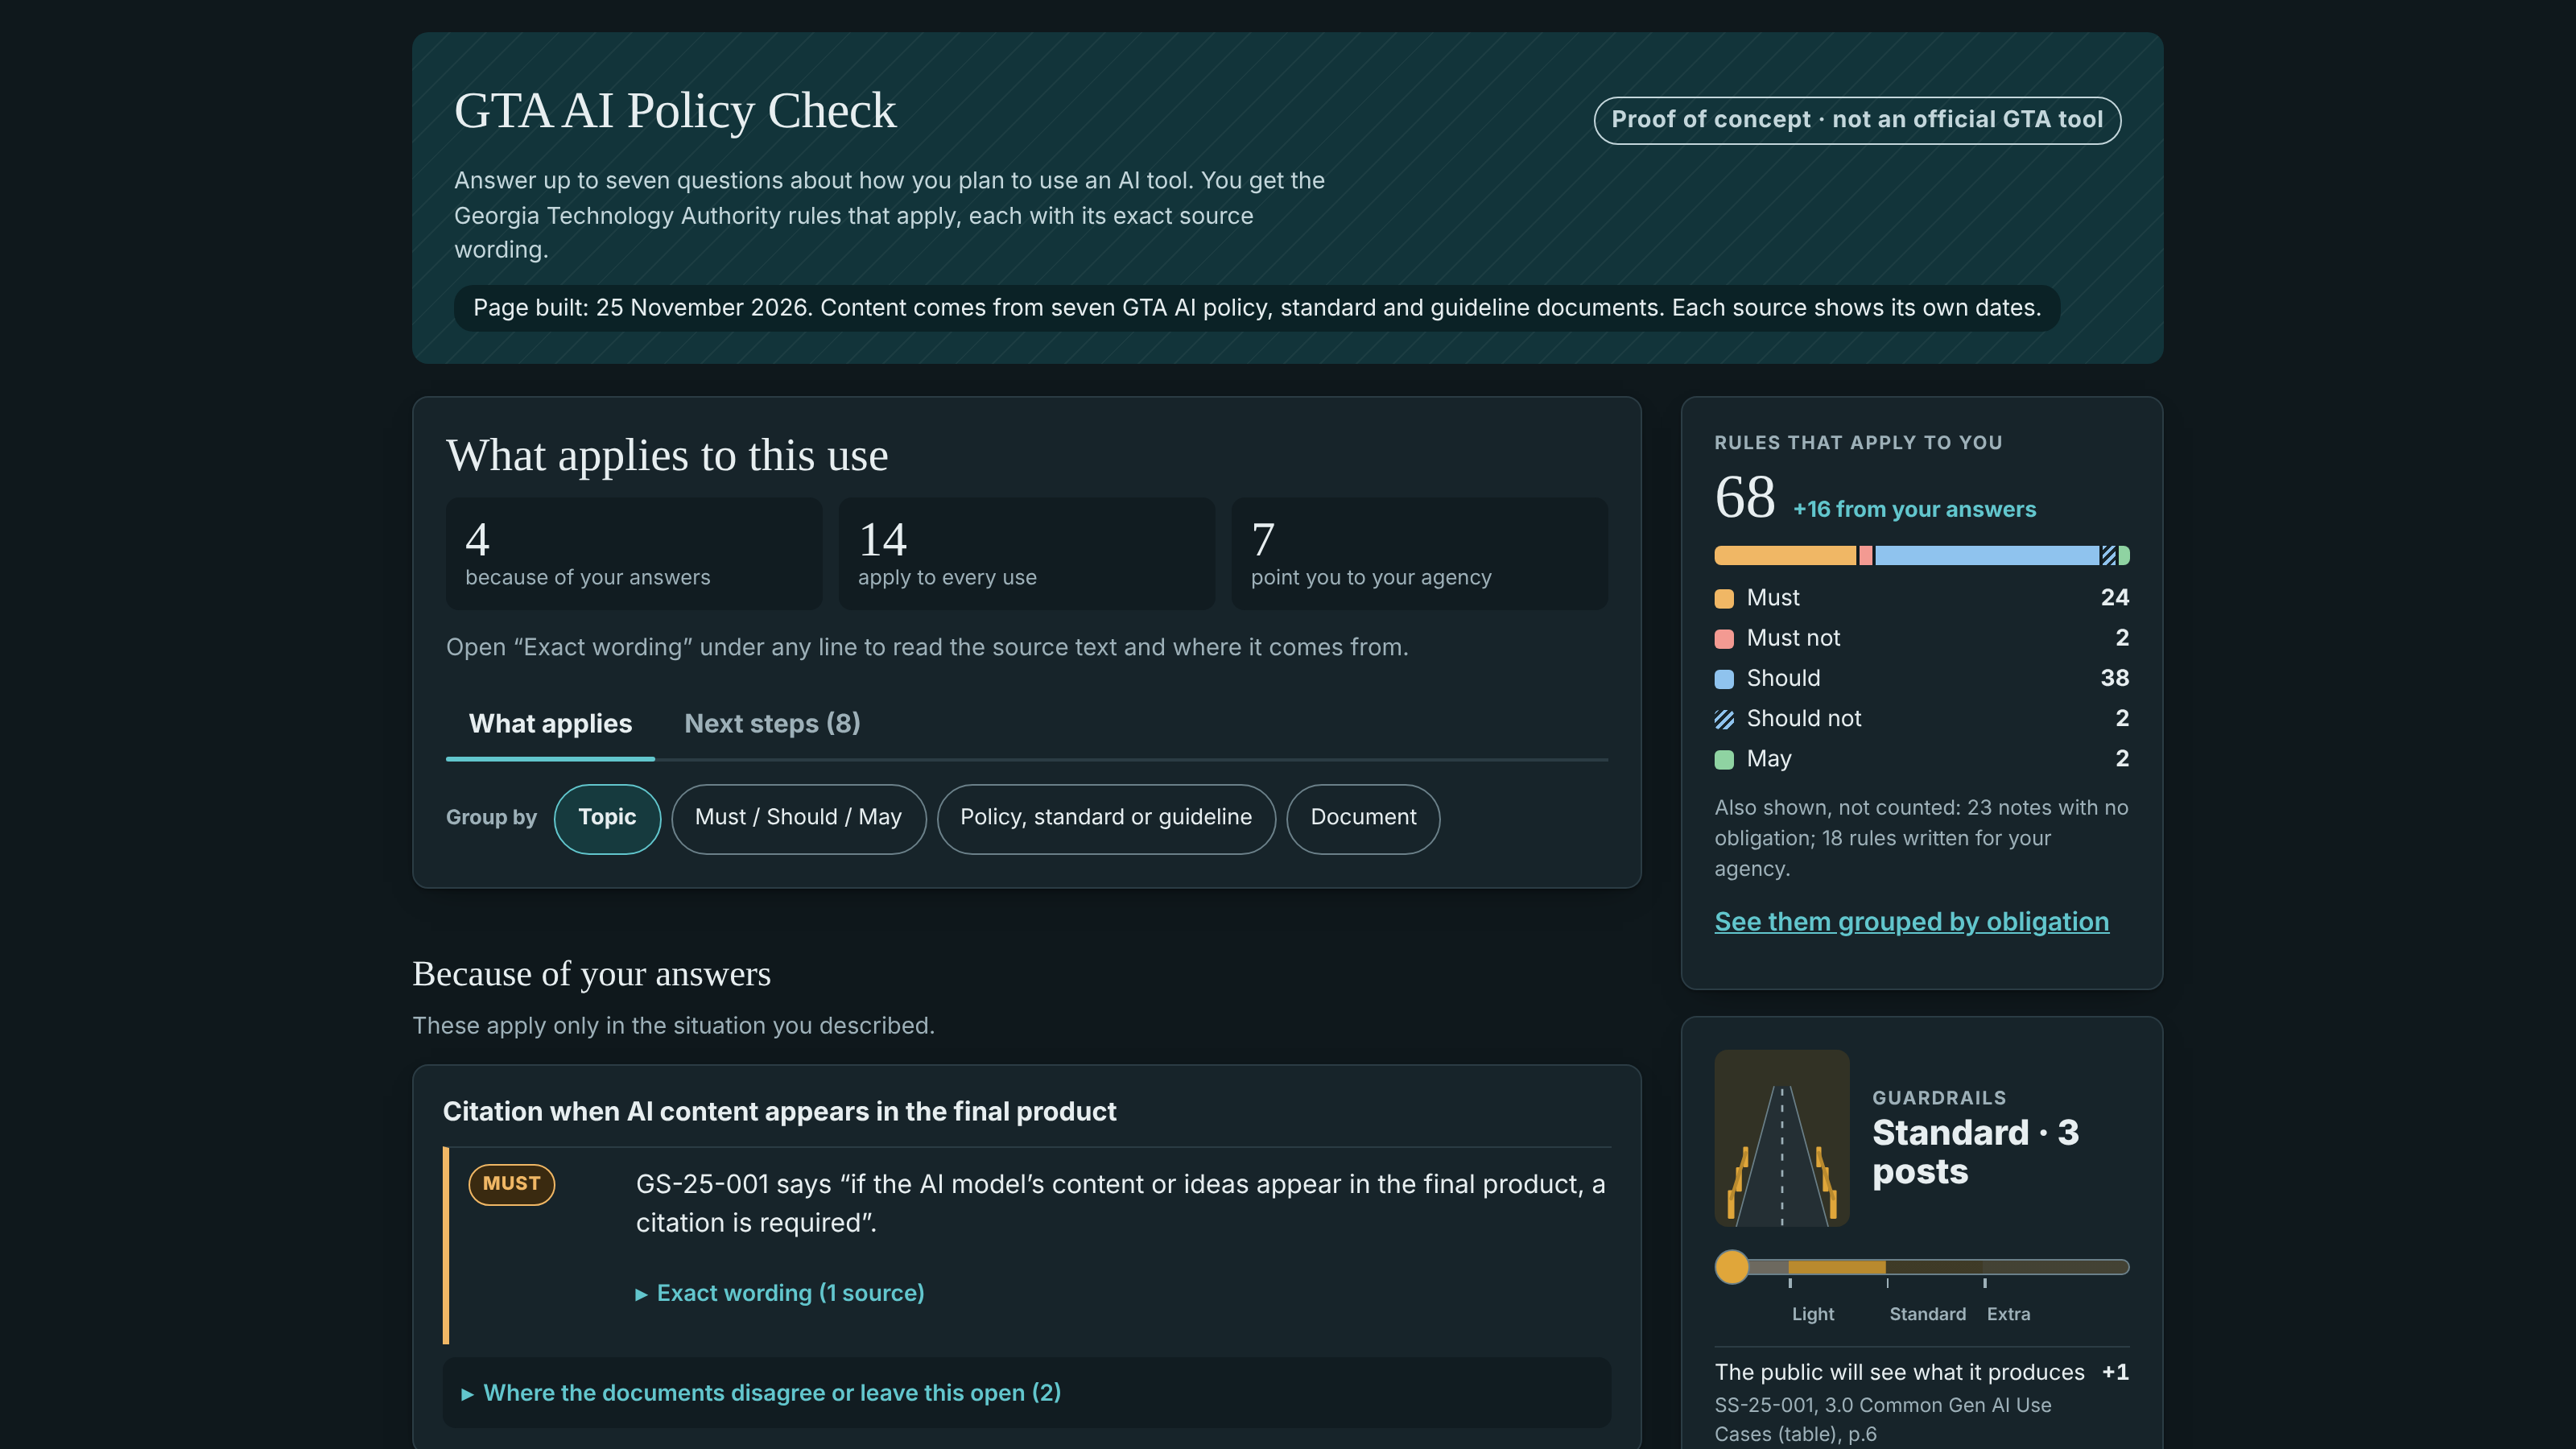 GTA AI Policy Check
Proof of concept · not an official GTA tool
Answer up to seven questions about how you plan to use an AI tool. You get the
Georgia Technology Authority rules that apply, each with its exact source
wording.
Page built: 25 November 2026. Content comes from seven GTA AI policy, standard and guideline documents. Each source shows its own dates.
What applies to this use
4
because of your answers
14
apply to every use
7
point you to your agency
Open “Exact wording” under any line to read the source text and where it comes from.
What applies
Next steps (8)
Group by
Topic
Must / Should / May
Policy, standard or guideline
Document
Because of your answers
These apply only in the situation you described.
Citation when AI content appears in the final product
MUST
GS-25-001 says “if the AI model’s content or ideas appear in the final product, a
citation is required”.
▸ Exact wording (1 source)
▸ Where the documents disagree or leave this open (2)
RULES THAT APPLY TO YOU
68 +16 from your answers
Must 24
Must not 2
Should 38
Should not 2
May 2
Also shown, not counted: 23 notes with no
obligation; 18 rules written for your
agency.
See them grouped by obligation
GUARDRAILS
Standard · 3
posts
Light Standard Extra
The public will see what it produces +1
SS-25-001, 3.0 Common Gen AI Use
Cases (table), p.6